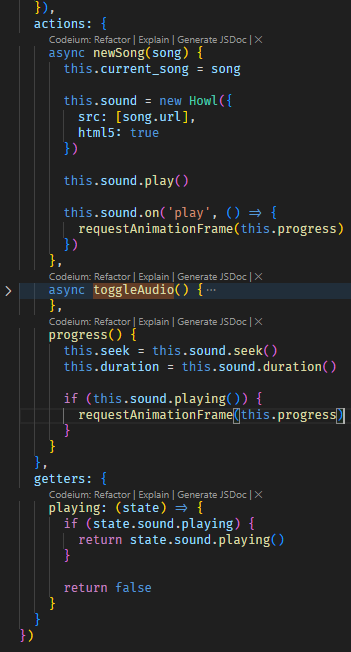 }),
  actions: {
    Codeium: Refactor | Explain | Generate JSDoc | ×
    async newSong(song) {
      this.current_song = song

      this.sound = new Howl({
        src: [song.url],
        html5: true
      })

      this.sound.play()

      this.sound.on('play', () => {
        requestAnimationFrame(this.progress)
      })
    },
    Codeium: Refactor | Explain | Generate JSDoc | ×
    async toggleAudio() {…
    },
    Codeium: Refactor | Explain | Generate JSDoc | ×
    progress() {
      this.seek = this.sound.seek()
      this.duration = this.sound.duration()

      if (this.sound.playing()) {
        requestAnimationFrame(this.progress)
      }
    }
  },
  getters: {
    Codeium: Refactor | Explain | Generate JSDoc | ×
    playing: (state) => {
      if (state.sound.playing) {
        return state.sound.playing()
      }

      return false
    }
  }
})